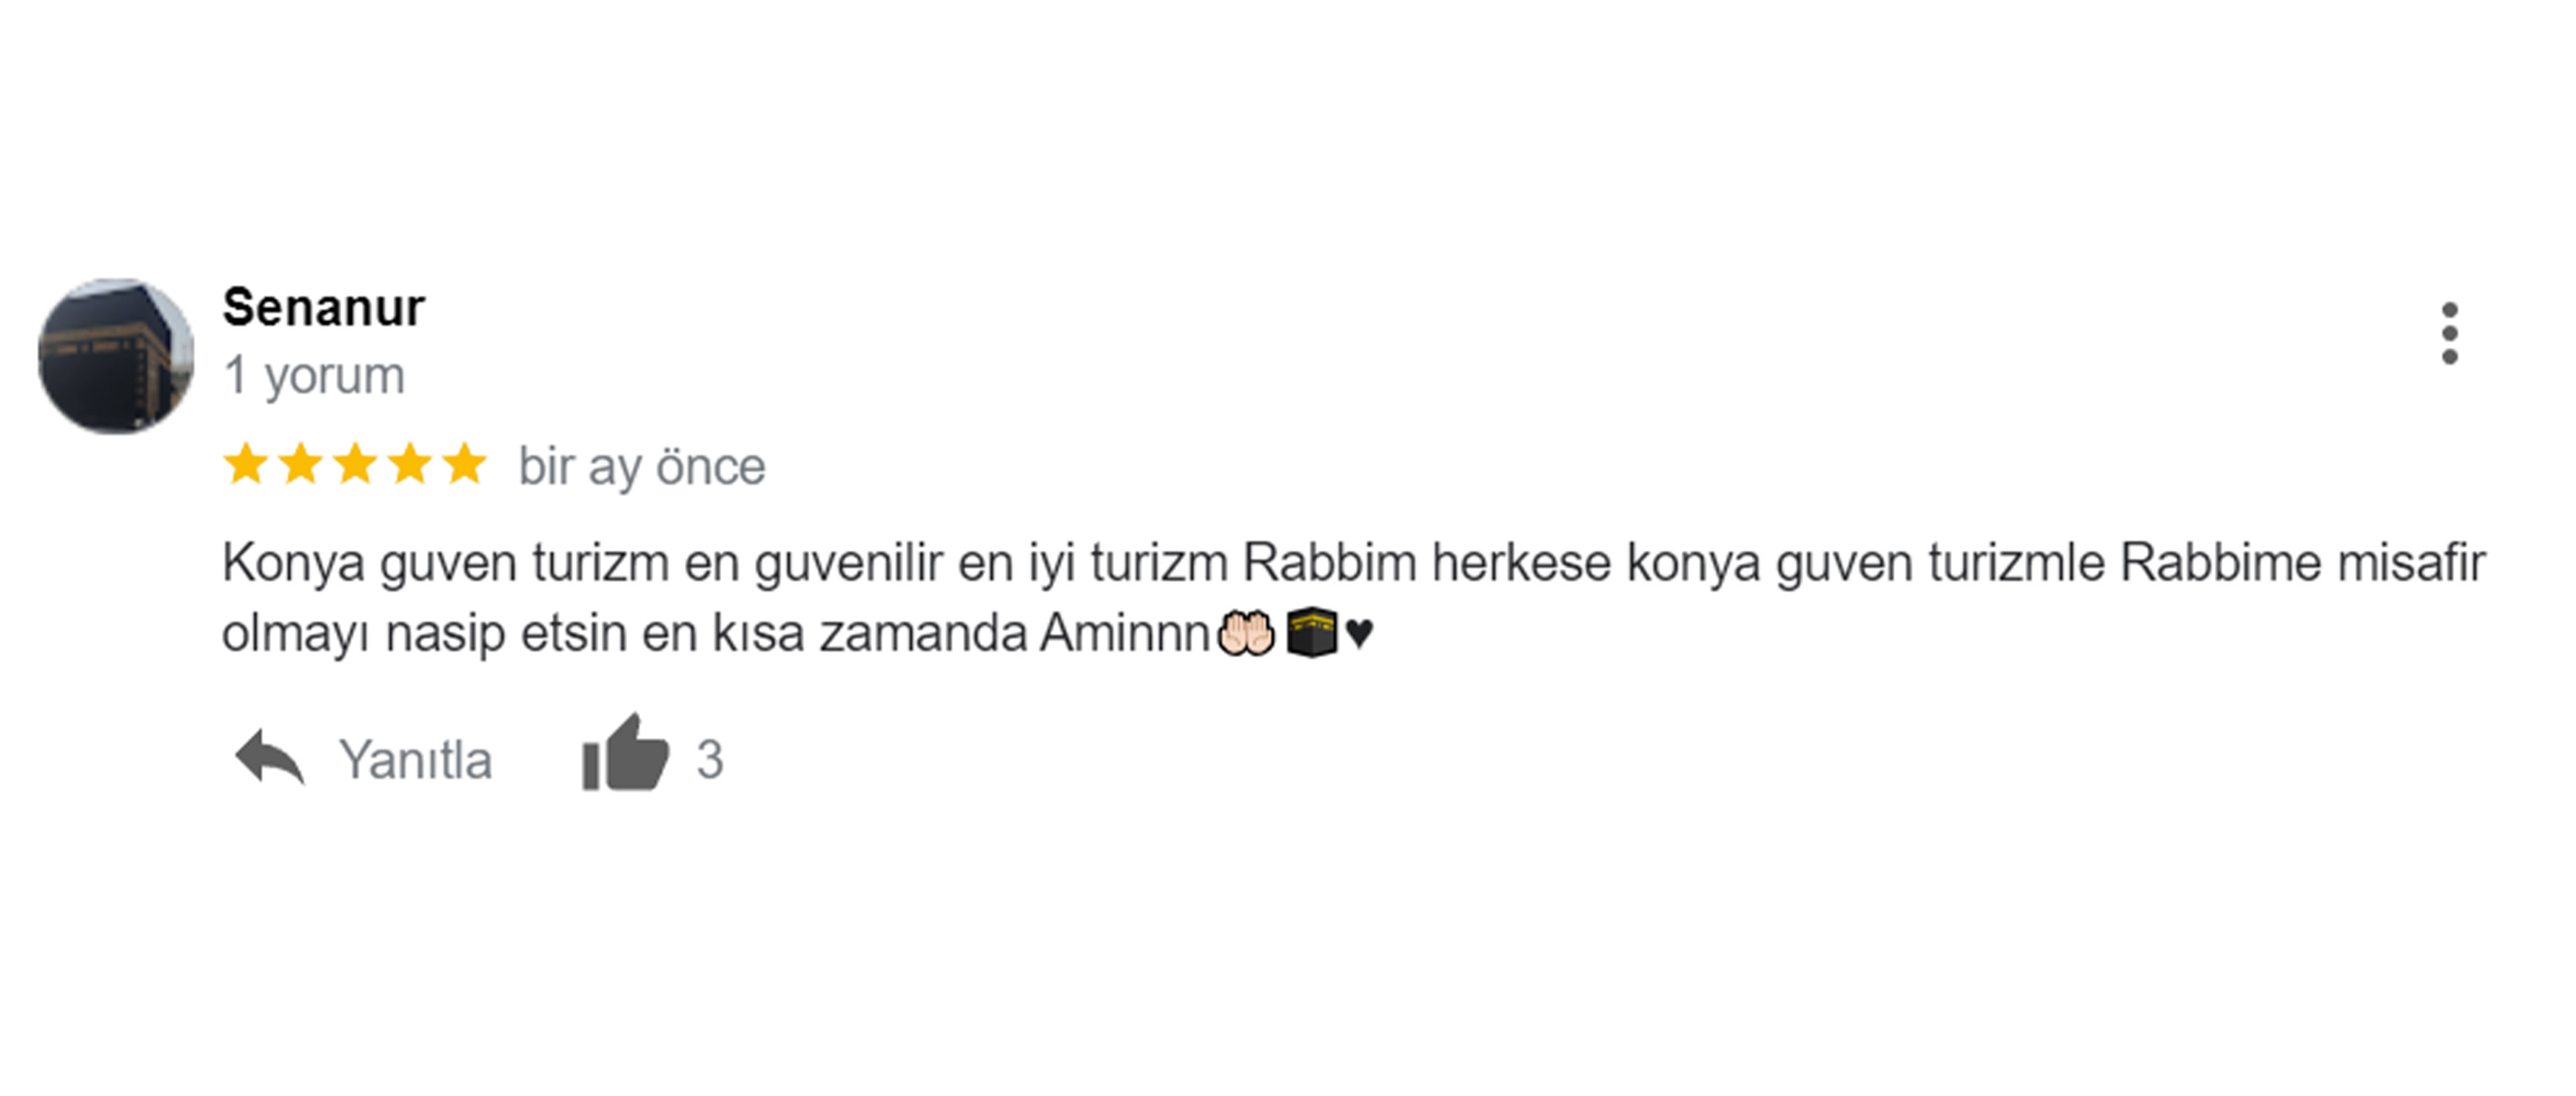 Senanur
1 yorum
bir ay önce
Konya guven turizm en guvenilir en iyi turizm Rabbim herkese konya guven turizmle Rabbime misafir
olmayı nasip etsin en kısa zamanda Aminnn🤲🏻🕋♥
Yanıtla 3